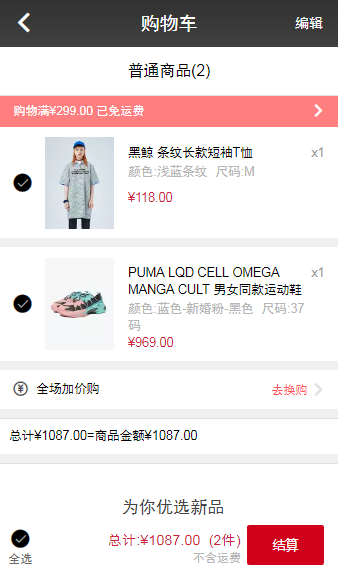 购物车
编辑
普通商品(2)
购物满¥299.00 已免运费
黑鲸 条纹长款短袖T恤 x1
颜色:浅蓝条纹 尺码:M
¥118.00
PUMA LQD CELL OMEGA x1
MANGA CULT 男女同款运动鞋
颜色:蓝色-新婚粉-黑色 尺码:37
码
¥969.00
全场加价购
去换购
总计¥1087.00=商品金额¥1087.00
为你优选新品
全选
总计:¥1087.00 (2件)
不含运费
结算